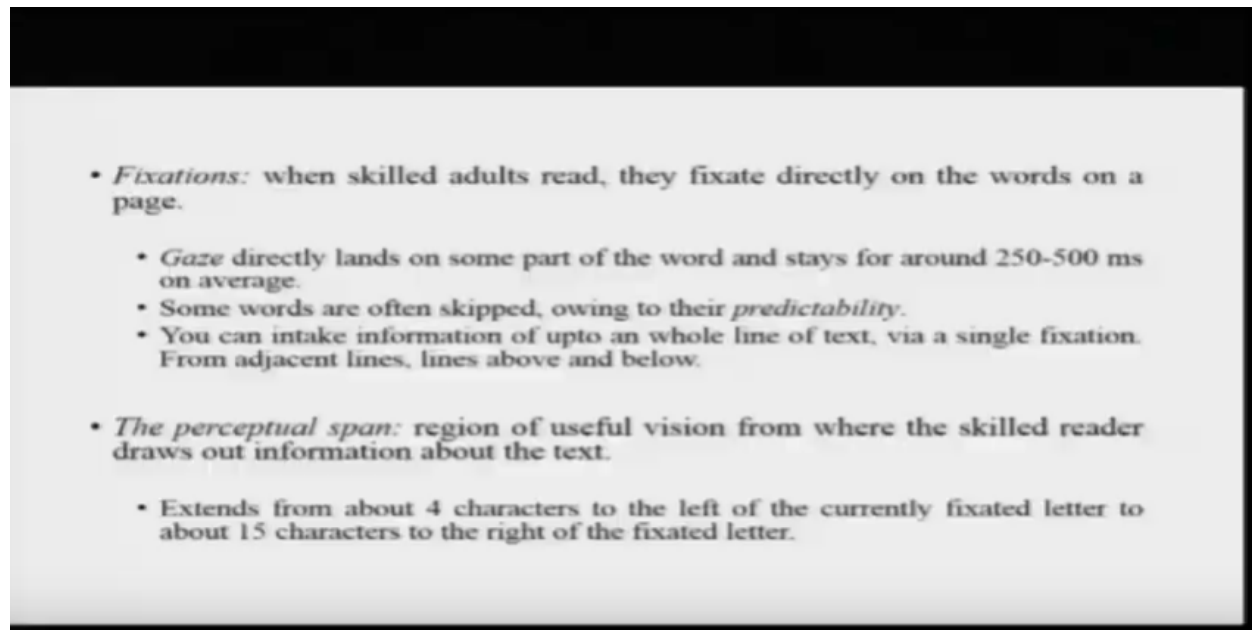 • Fixations: when skilled adults read, they fixate directly on the words on a
page.
• Gaze directly lands on some part of the word and stays for around 250-500 ms
on average.
• Some words are often skipped, owing to their predictability.
• You can intake information of upto an whole line of text, via a single fixation.
From adjacent lines, lines above and below.
• The perceptual span: region of useful vision from where the skilled reader
draws out information about the text.
• Extends from about 4 characters to the left of the currently fixated letter to
about 15 characters to the right of the fixated letter.